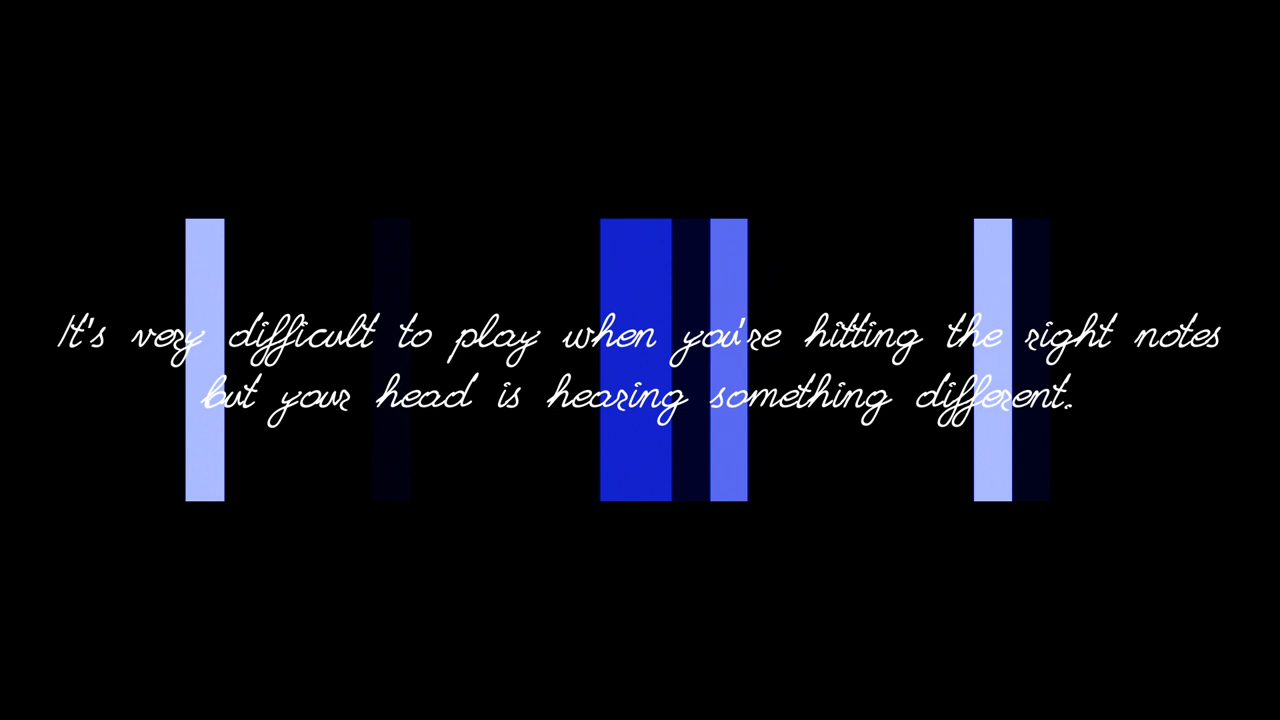 It's very difficult to play when you're hitting the right notes
but your head is hearing something different.